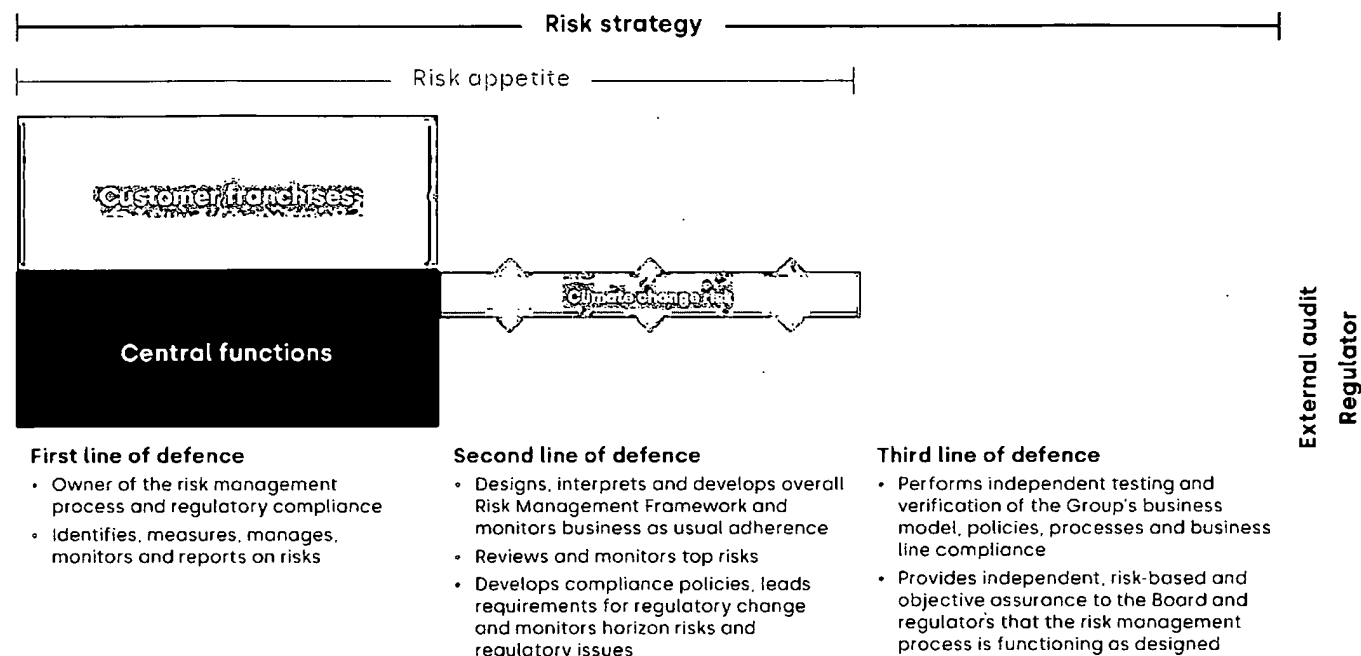 Risk strategy
Risk appetite
Customer franchises
Climate change risk
Central functions
External audit
Regulator
First line of defence
• Owner of the risk management
process and regulatory compliance
• Identifies, measures, manages,
monitors and reports on risks
Second line of defence
• Designs, interprets and develops overall
Risk Management Framework and
monitors business as usual adherence
• Reviews and monitors top risks
• Develops compliance policies, leads
requirements for regulatory change
and monitors horizon risks and
regulatory issues
Third line of defence
• Performs independent testing and
verification of the Group's business
model, policies, processes and business
line compliance
• Provides independent, risk-based and
objective assurance to the Board and
regulators that the risk management
process is functioning as designed